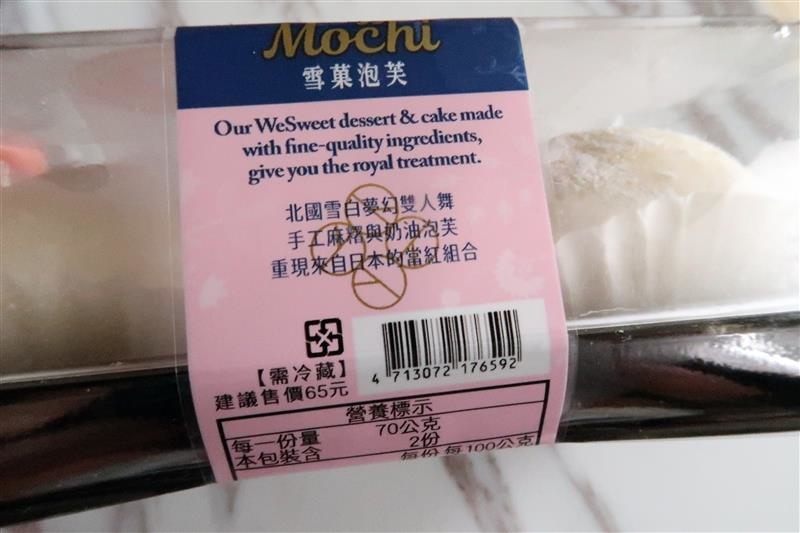 Mochi
雪菓泡芙
Our WeSweet dessert & cake made
with fine-quality ingredients,
give you the royal treatment.
北國雪白夢幻雙人舞
手工麻糬與奶油泡芙
重現來自日本的當紅組合
【需冷藏】
建議售價65元
4 713072 176592
營養標示
每一份量 70公克
本包裝含 2份
每份 每100公克